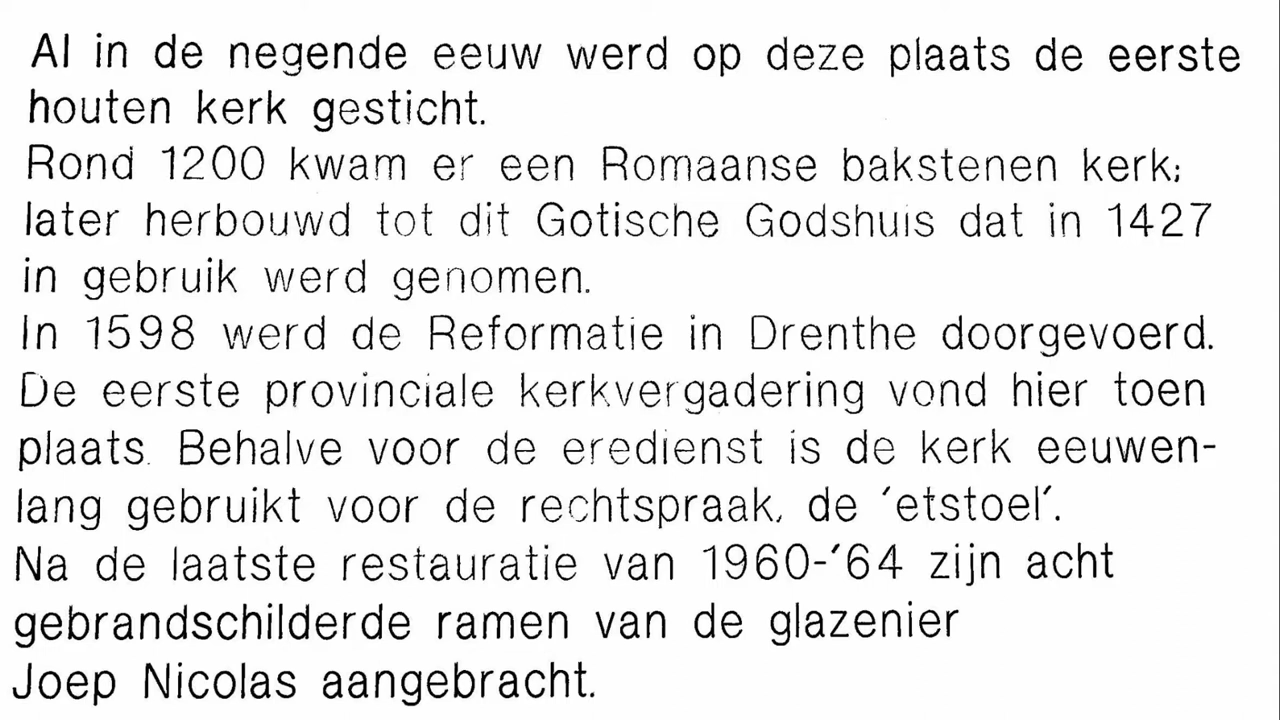 Al in de negende eeuw werd op deze plaats de eerste
houten kerk gesticht.
Rond 1200 kwam er een Romaanse bakstenen kerk;
later herbouwd tot dit Gotische Godshuis dat in 1427
in gebruik werd genomen.
In 1598 werd de Reformatie in Drenthe doorgevoerd.
De eerste provinciale kerkvergadering vond hier toen
plaats. Behalve voor de eredienst is de kerk eeuwen-
lang gebruikt voor de rechtspraak, de ‘etstoel’.
Na de laatste restauratie van 1960-‘64 zijn acht
gebrandschilderde ramen van de glazenier
Joep Nicolas aangebracht.